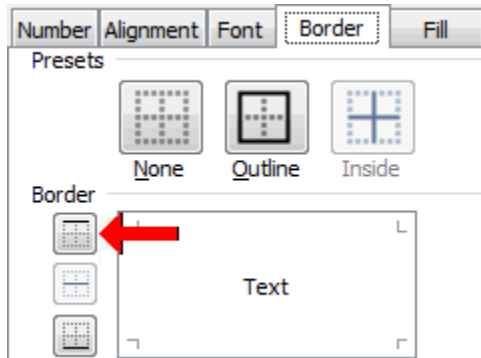 Number Alignment Font Border Fill
Presets
None Outline Inside
Border
Text